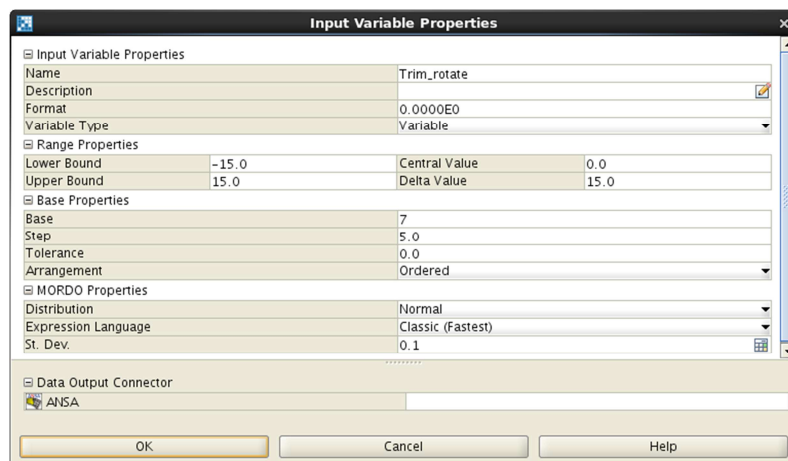 Input Variable Properties
Input Variable Properties
Name Trim_rotate
Description
Format 0.0000E0
Variable Type Variable
Range Properties
Lower Bound -15.0 Central Value 0.0
Upper Bound 15.0 Delta Value 15.0
Base Properties
Base 7
Step 5.0
Tolerance 0.0
Arrangement Ordered
MORDO Properties
Distribution Normal
Expression Language Classic (Fastest)
St. Dev. 0.1
Data Output Connector
ANSA
OK Cancel Help